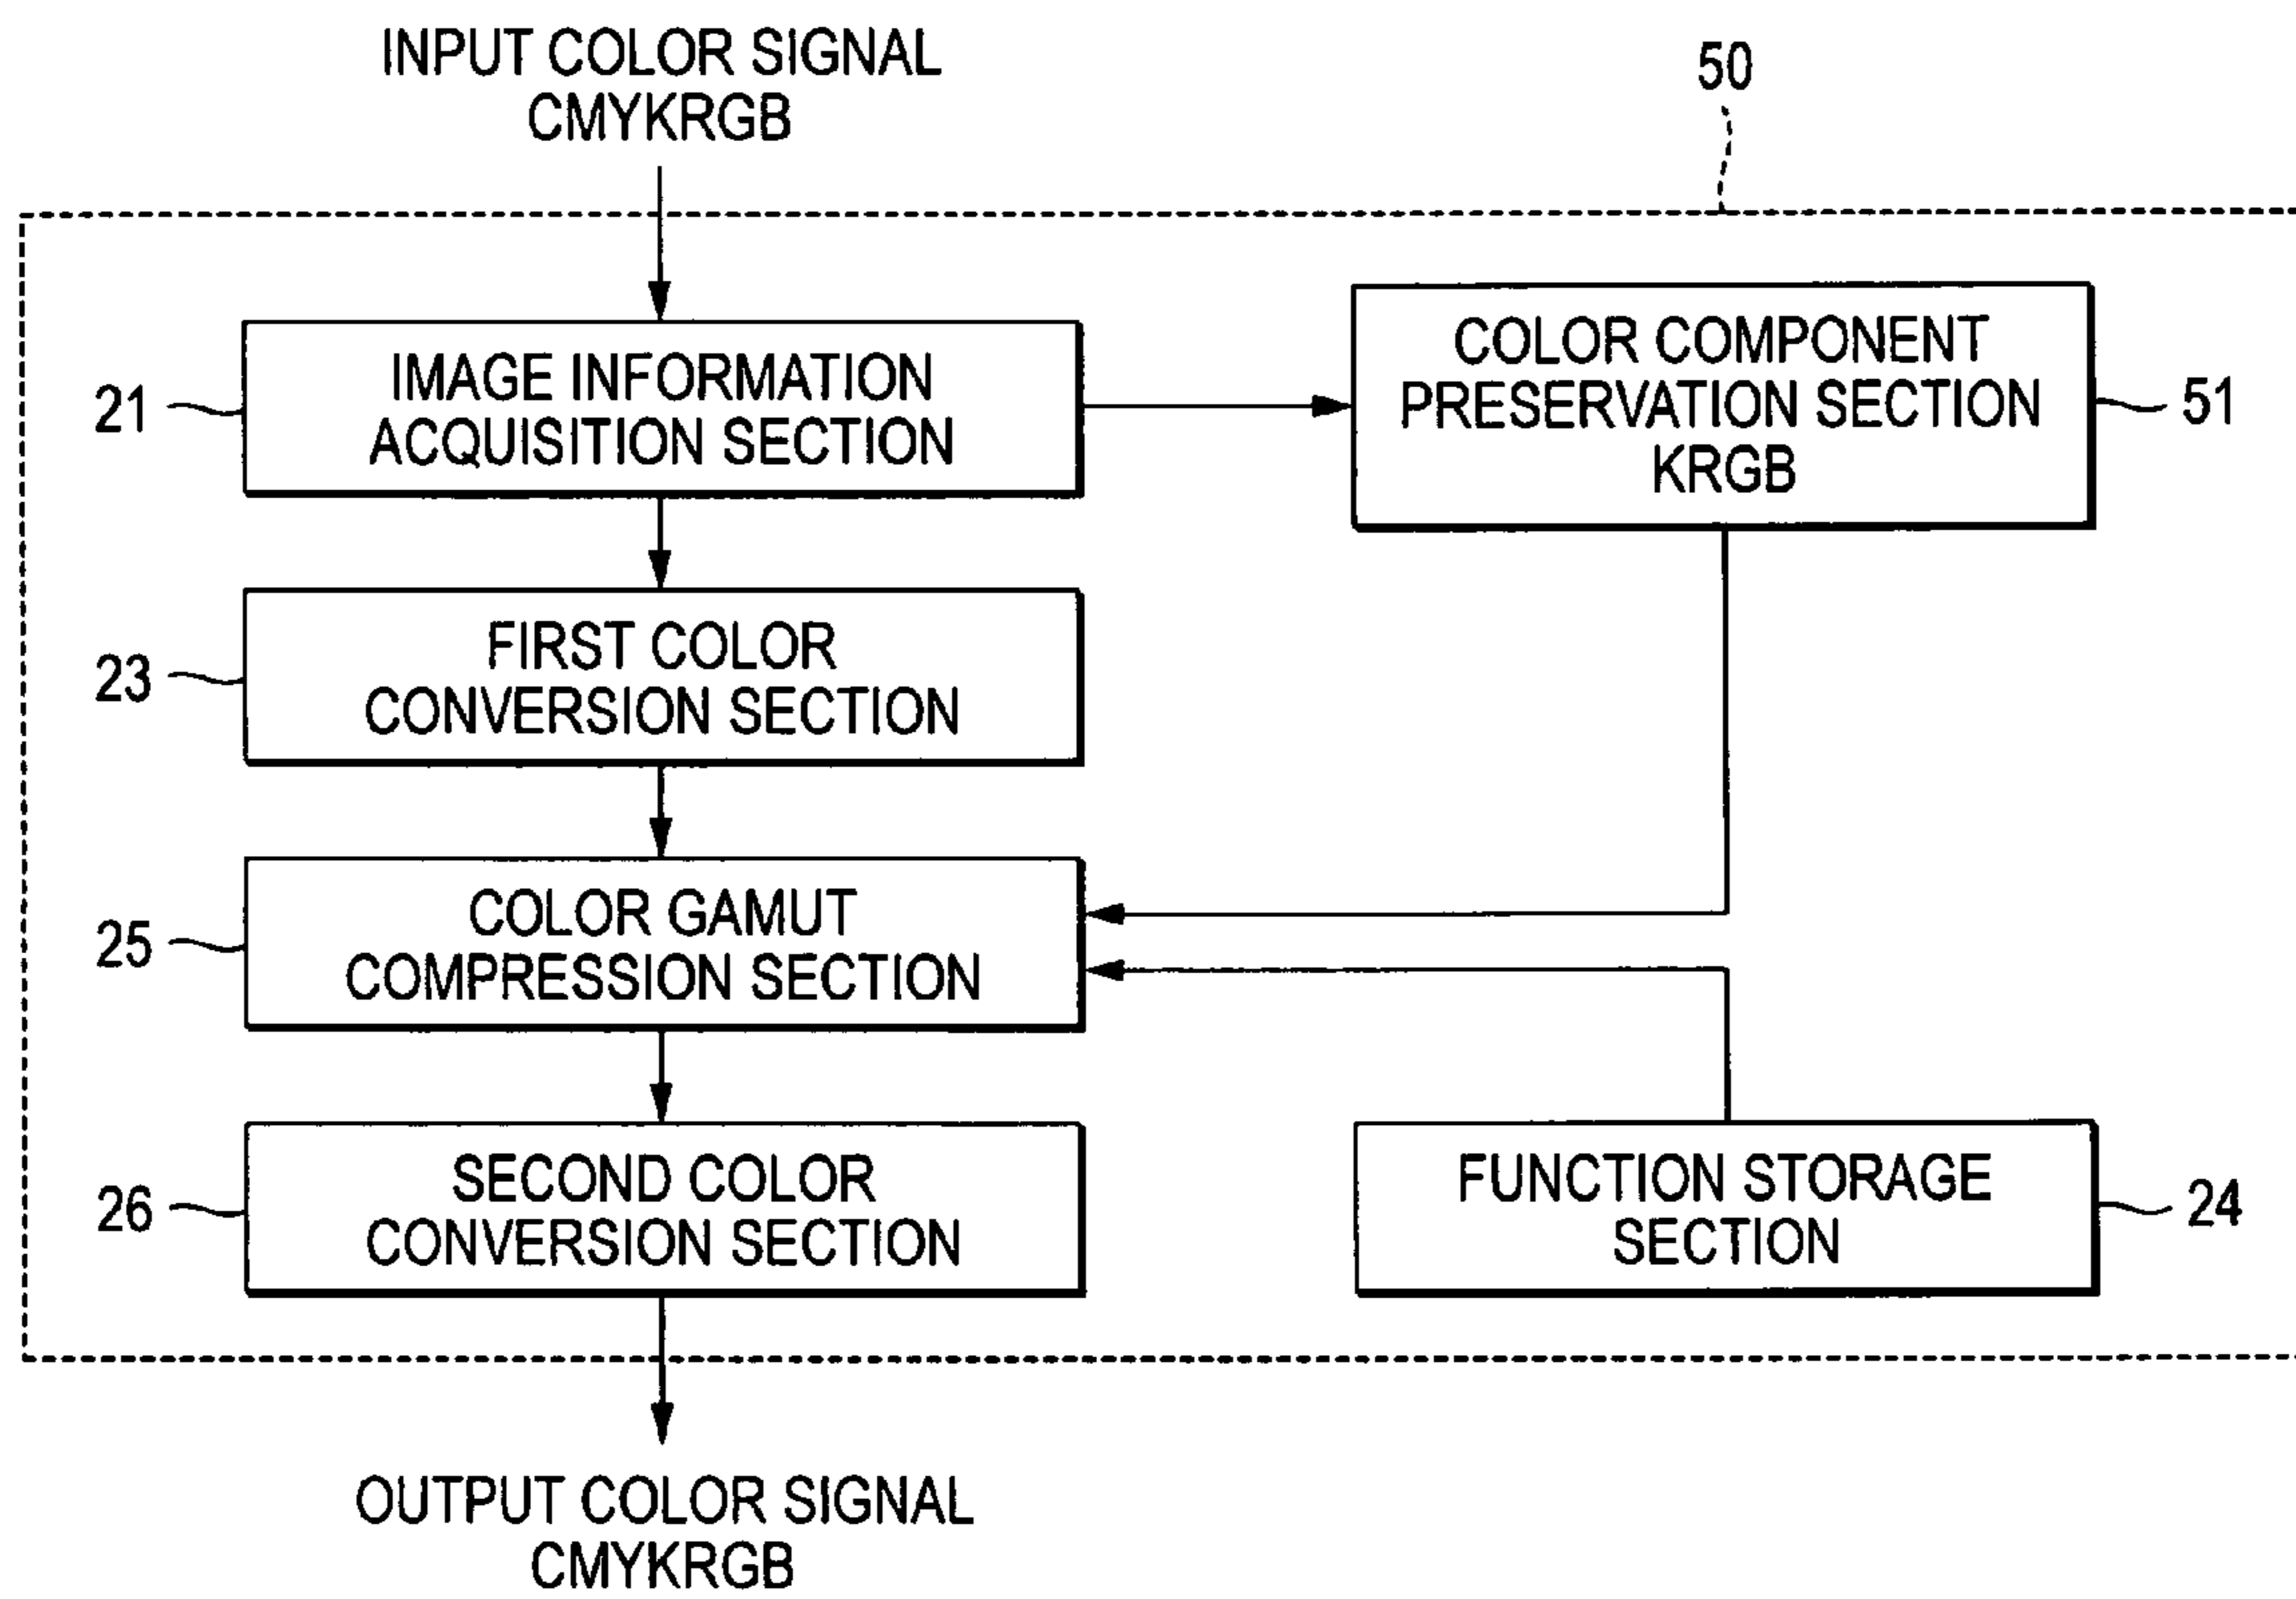 INPUT COLOR SIGNAL
CMYKRGB
50
IMAGE INFORMATION
ACQUISITION SECTION
21
COLOR COMPONENT
PRESERVATION SECTION
KRGB
51
FIRST COLOR
CONVERSION SECTION
23
COLOR GAMUT
COMPRESSION SECTION
25
SECOND COLOR
CONVERSION SECTION
26
FUNCTION STORAGE
SECTION
24
OUTPUT COLOR SIGNAL
CMYKRGB